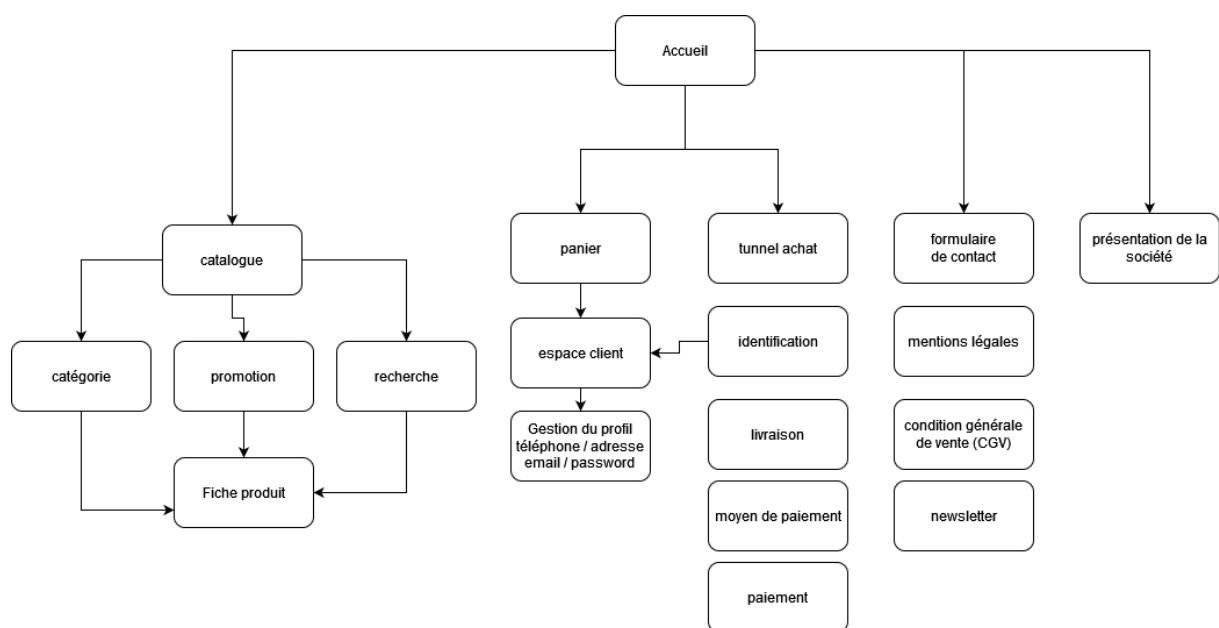 Accueil
catalogue
panier
tunnel achat
formulaire
de contact
présentation de la
société
catégorie
promotion
recherche
espace client
identification
mentions légales
Gestion du profil
téléphone / adresse
email / password
livraison
condition générale
de vente (CGV)
Fiche produit
moyen de paiement
newsletter
paiement